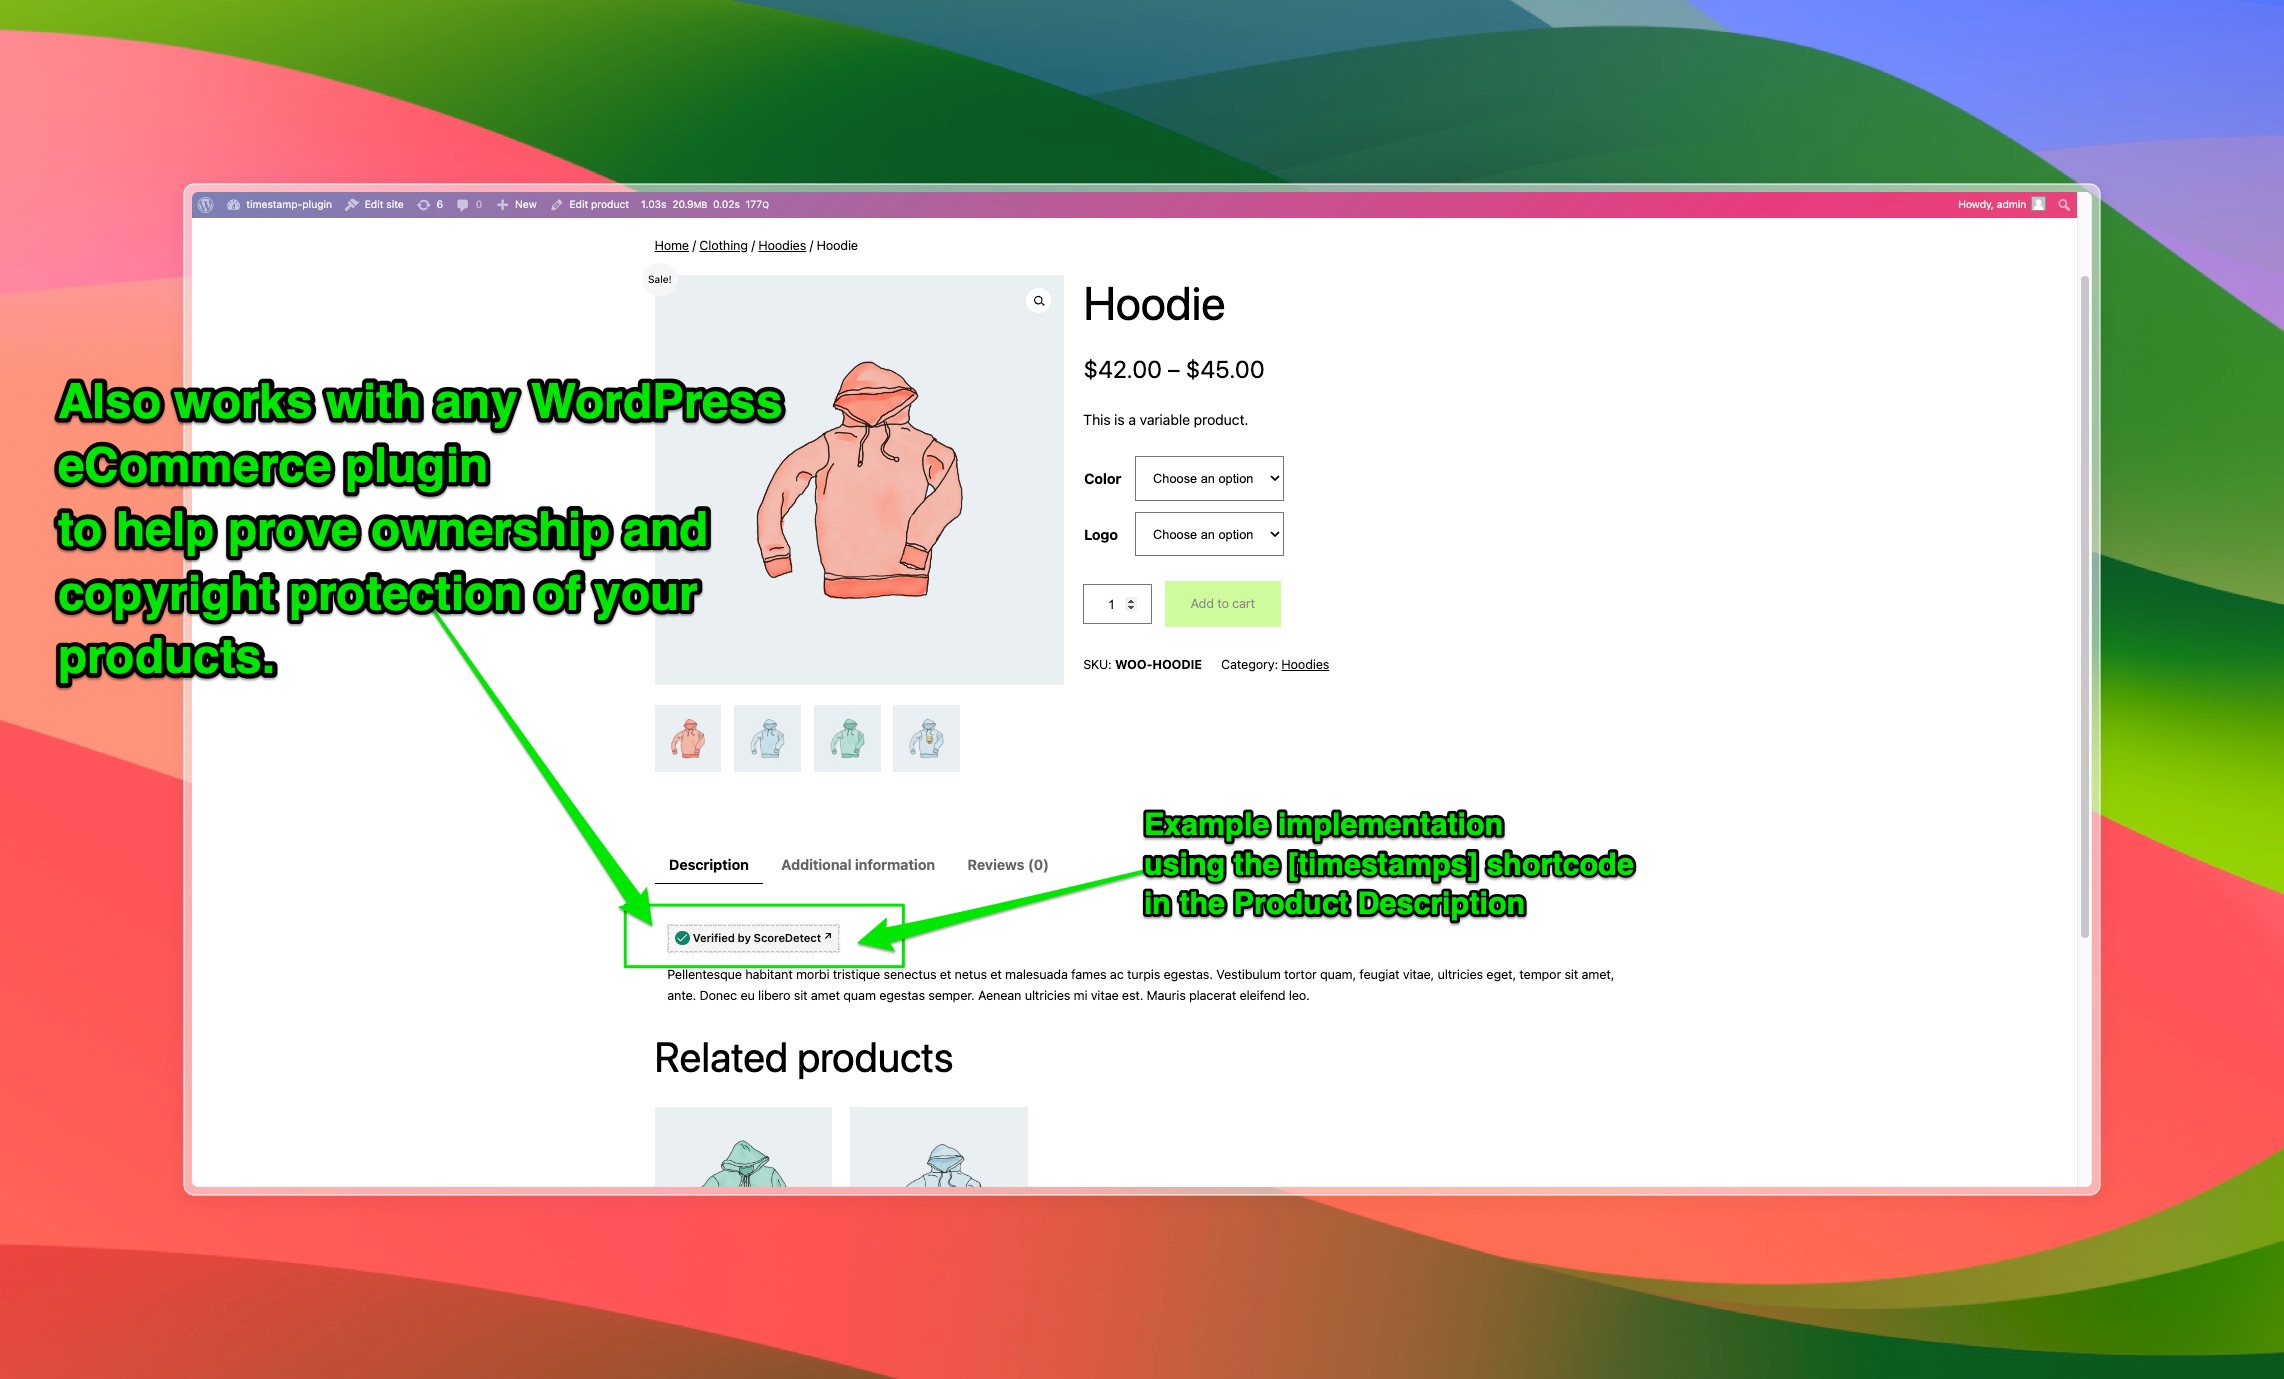 timestamp-plugin Edit site 6 0 New Edit product 1.03s 20.9MB 0.02s 177Q Howdy, admin
Home / Clothing / Hoodies / Hoodie
Sale!
Hoodie
$42.00 – $45.00
This is a variable product.
Color Choose an option
Logo Choose an option
1 Add to cart
SKU: WOO-HOODIE Category: Hoodies
Also works with any WordPress
eCommerce plugin
to help prove ownership and
copyright protection of your
products.
Example implementation
using the [timestamps] shortcode
in the Product Description
Description Additional information Reviews (0)
Verified by ScoreDetect ↗
Pellentesque habitant morbi tristique senectus et netus et malesuada fames ac turpis egestas. Vestibulum tortor quam, feugiat vitae, ultricies eget, tempor sit amet,
ante. Donec eu libero sit amet quam egestas semper. Aenean ultricies mi vitae est. Mauris placerat eleifend leo.
Related products